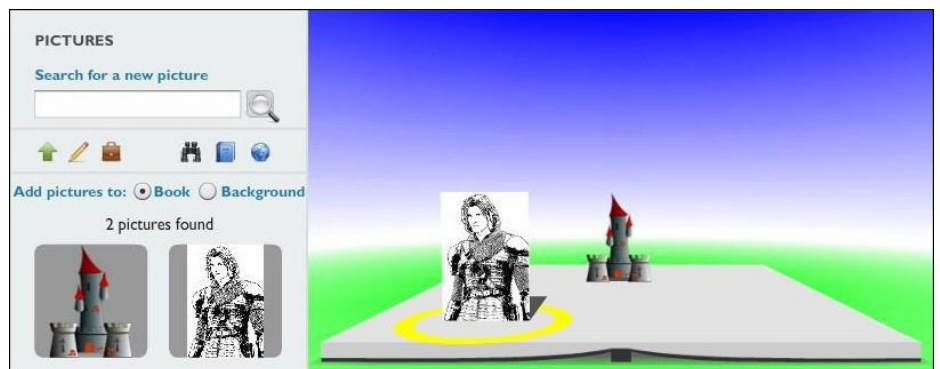 PICTURES
Search for a new picture
Add pictures to: Book Background
2 pictures found